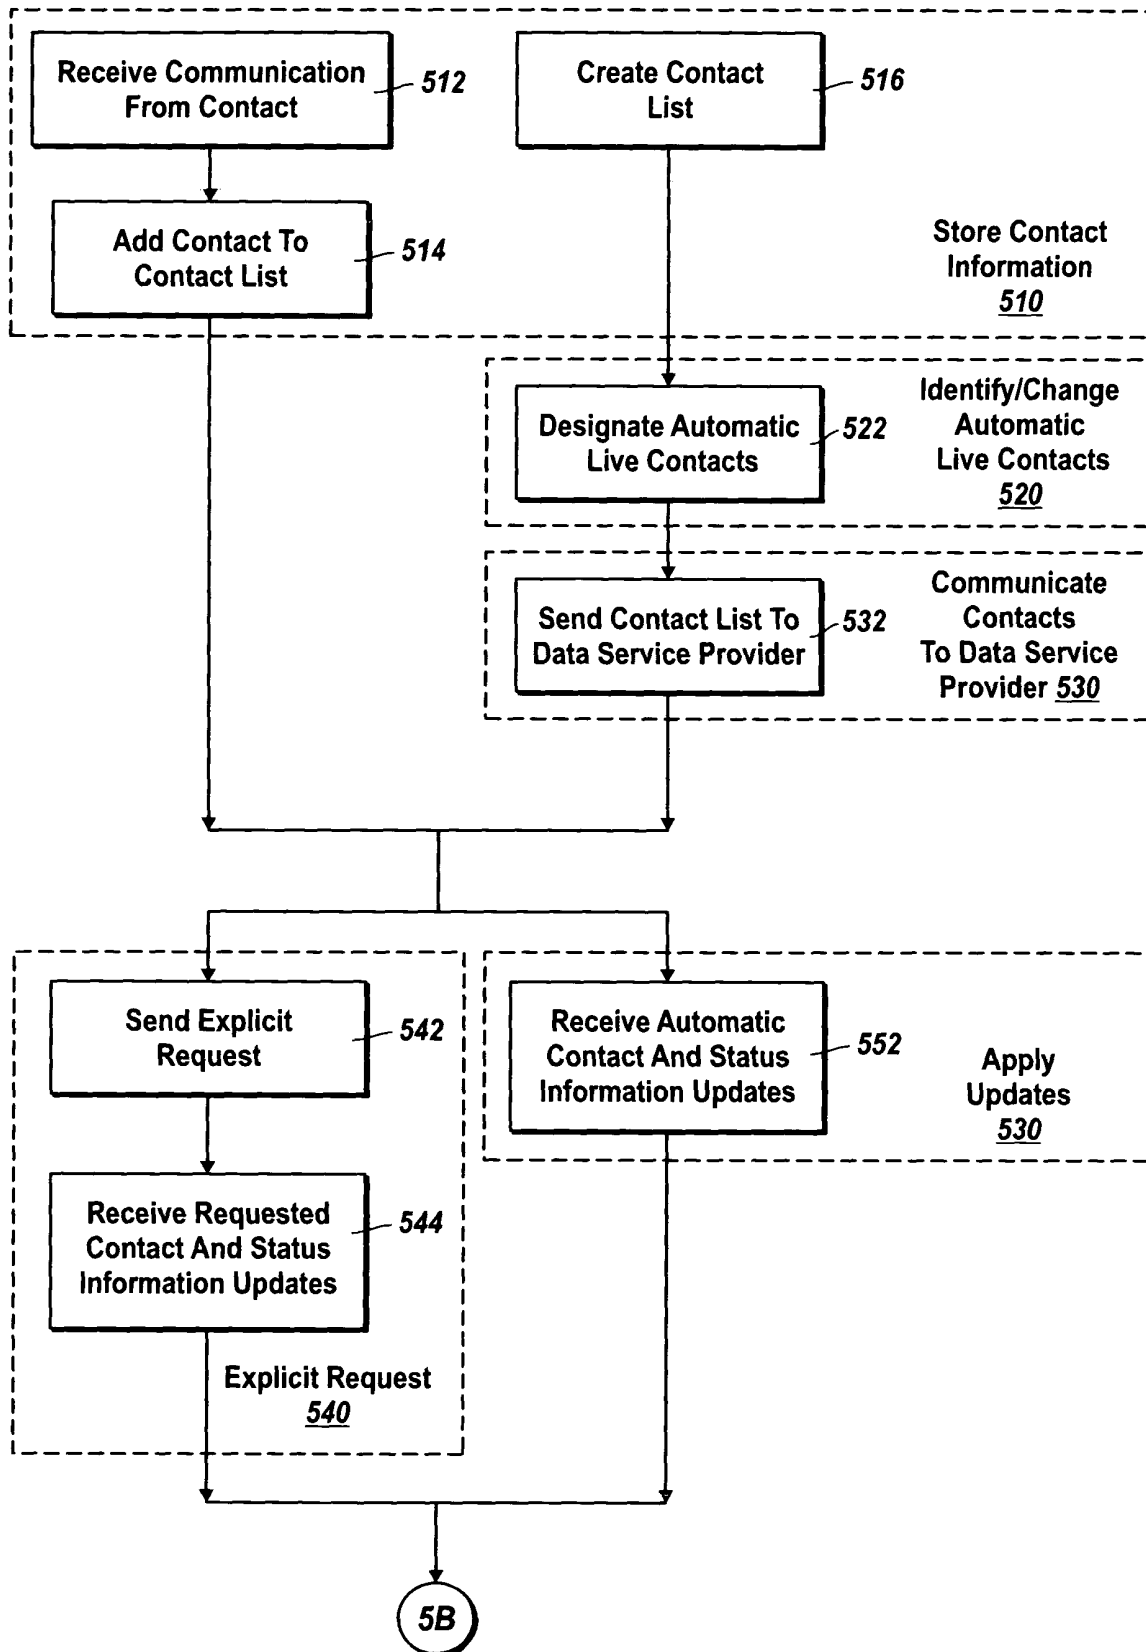 Receive Communication
From Contact
512
Create Contact
List
516
Add Contact To
Contact List
514
Store Contact
Information
510
Designate Automatic
Live Contacts
522
Identify/Change
Automatic
Live Contacts
520
Send Contact List To
Data Service Provider
532
Communicate
Contacts
To Data Service
Provider 530
Send Explicit
Request
542
Receive Automatic
Contact And Status
Information Updates
552
Apply
Updates
530
Receive Requested
Contact And Status
Information Updates
544
Explicit Request
540
5B